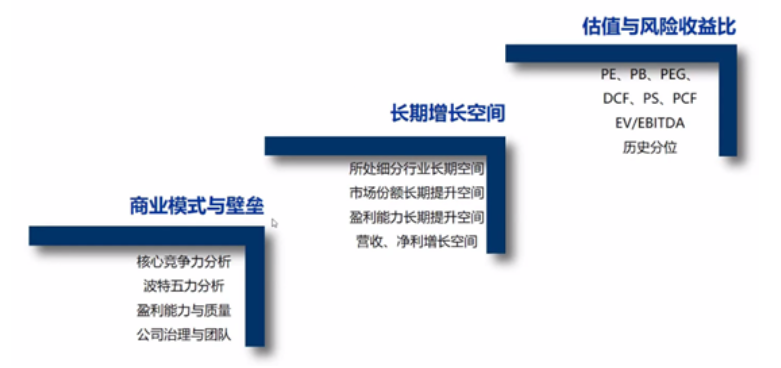 估值与风险收益比
PE、PB、PEG、
DCF、PS、PCF
EV/EBITDA
历史分位
长期增长空间
所处细分行业长期空间
市场份额长期提升空间
盈利能力长期提升空间
营收、净利增长空间
商业模式与壁垒
核心竞争力分析
波特五力分析
盈利能力与质量
公司治理与团队